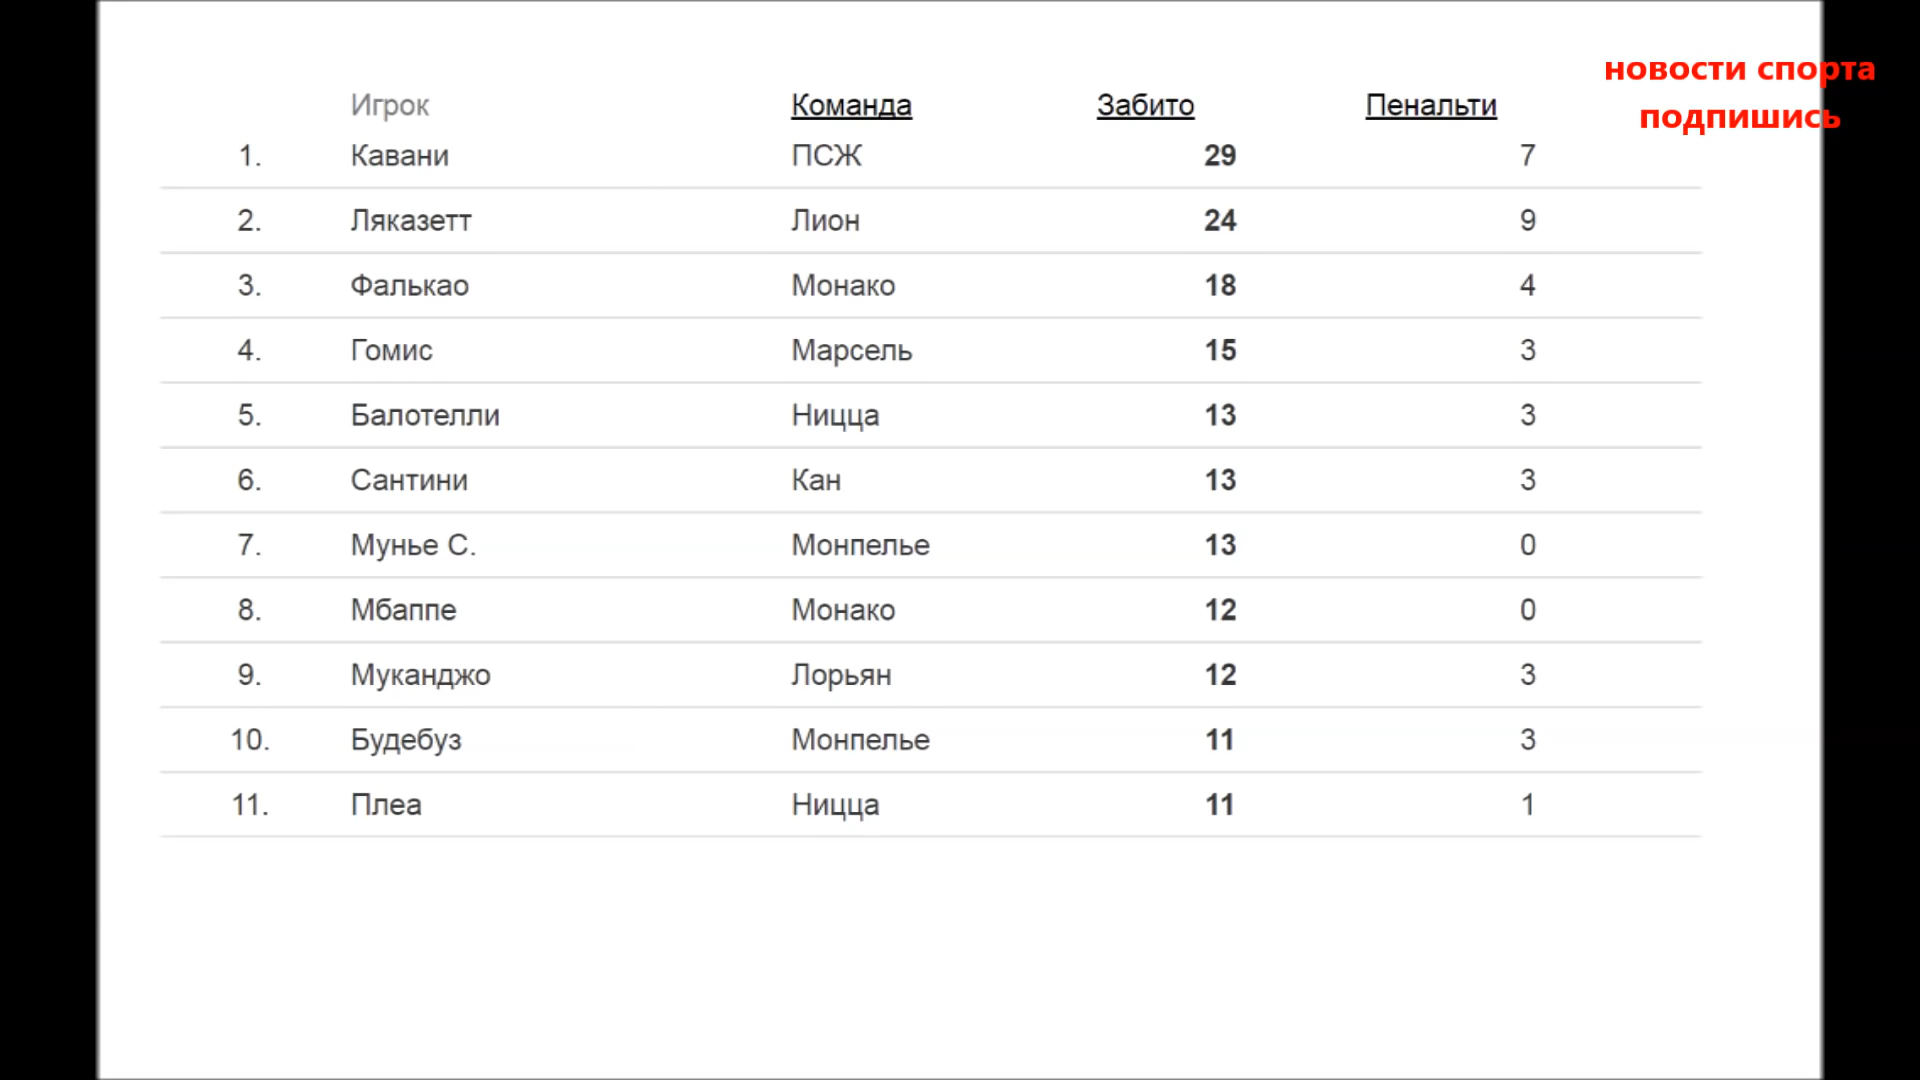 новости спорта
подпишись
Игрок Команда Забито Пенальти
1. Кавани ПСЖ 29 7
2. Ляказетт Лион 24 9
3. Фалькао Монако 18 4
4. Гомис Марсель 15 3
5. Балотелли Ницца 13 3
6. Сантини Кан 13 3
7. Мунье С. Монпелье 13 0
8. Мбаппе Монако 12 0
9. Муканджо Лорьян 12 3
10. Будебуз Монпелье 11 3
11. Плеа Ницца 11 1